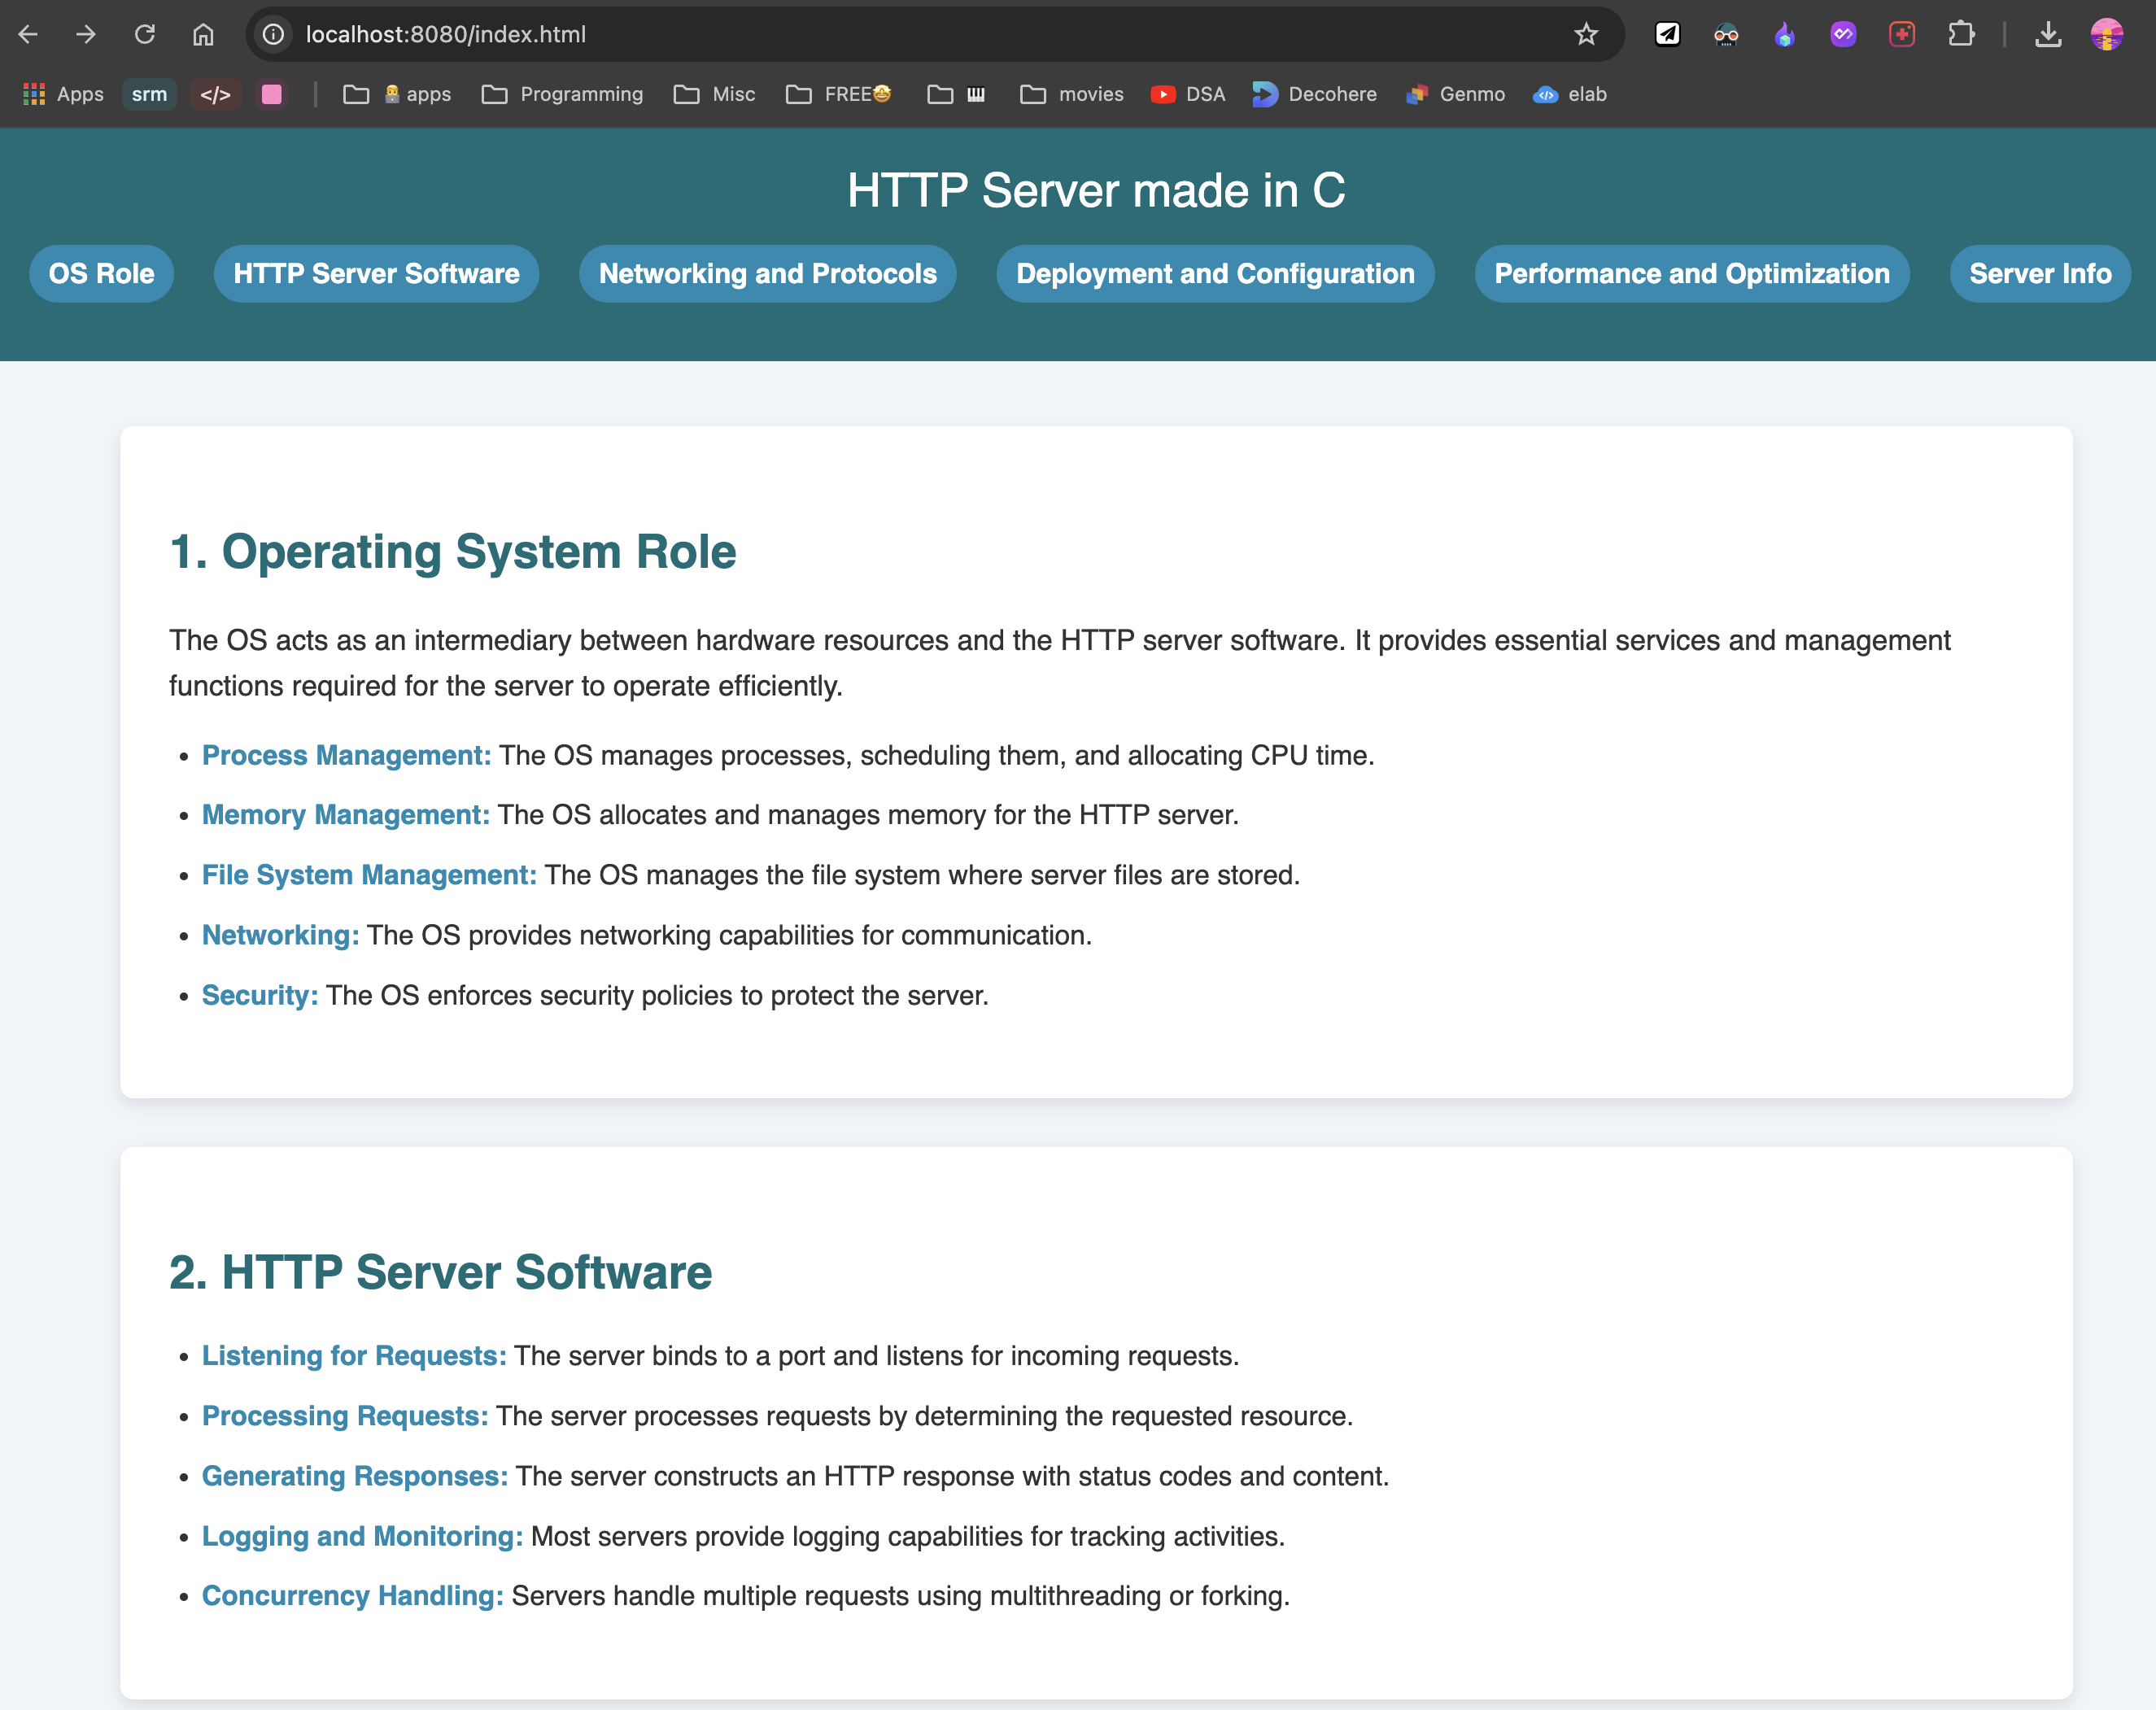 localhost:8080/index.html
Apps srm </> apps Programming Misc FREE movies DSA Decohere Genmo elab
HTTP Server made in C
OS Role HTTP Server Software Networking and Protocols Deployment and Configuration Performance and Optimization Server Info
1. Operating System Role
The OS acts as an intermediary between hardware resources and the HTTP server software. It provides essential services and management
functions required for the server to operate efficiently.
• Process Management: The OS manages processes, scheduling them, and allocating CPU time.
• Memory Management: The OS allocates and manages memory for the HTTP server.
• File System Management: The OS manages the file system where server files are stored.
• Networking: The OS provides networking capabilities for communication.
• Security: The OS enforces security policies to protect the server.
2. HTTP Server Software
• Listening for Requests: The server binds to a port and listens for incoming requests.
• Processing Requests: The server processes requests by determining the requested resource.
• Generating Responses: The server constructs an HTTP response with status codes and content.
• Logging and Monitoring: Most servers provide logging capabilities for tracking activities.
• Concurrency Handling: Servers handle multiple requests using multithreading or forking.